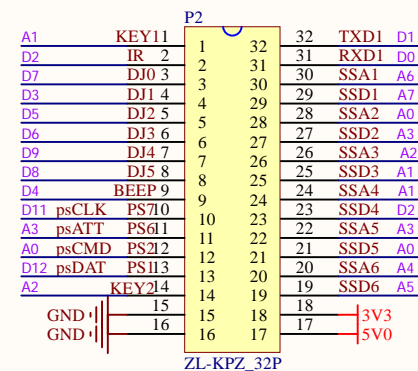 P2
A1 KEY1 1 1 32 32 TXD1 D1
D2 IR 2 2 31 31 RXD1 D0
D7 DJ0 3 3 30 30 SSA1 A6
D3 DJ1 4 4 29 29 SSD1 A7
D5 DJ2 5 5 28 28 SSA2 A0
D6 DJ3 6 6 27 27 SSD2 A3
D9 DJ4 7 7 26 26 SSA3 A2
D8 DJ5 8 8 25 25 SSD3 A1
D4 BEEP 9 9 24 24 SSA4 A1
D11 psCLK PS7 10 10 23 23 SSD4 D2
A3 psATT PS6 11 11 22 22 SSA5 A3
A0 psCMD PS2 12 12 21 21 SSD5 A0
D12 psDAT PS1 13 13 20 20 SSA6 A4
A2 KEY2 14 14 19 19 SSD6 A5
GND 15 15 18 18 3V3
GND 16 16 17 17 5V0
ZL-KPZ_32P